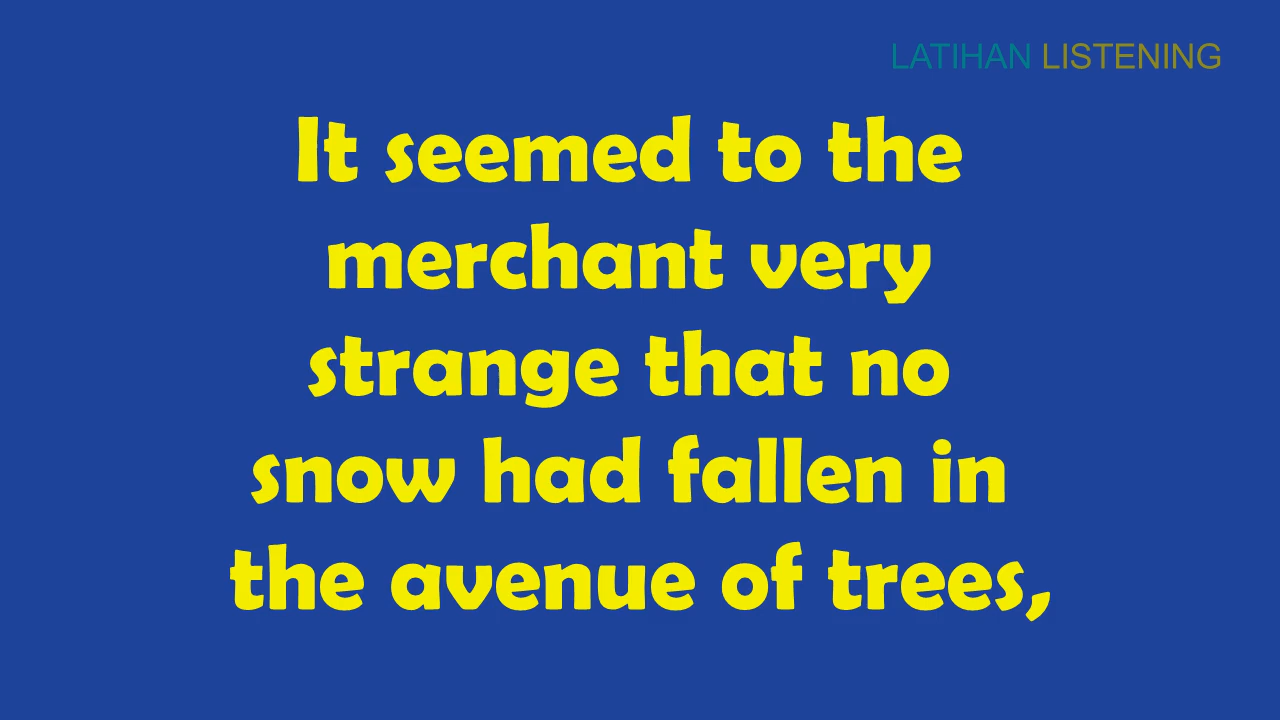 LATIHAN LISTENING
It seemed to the
merchant very
strange that no
snow had fallen in
the avenue of trees,